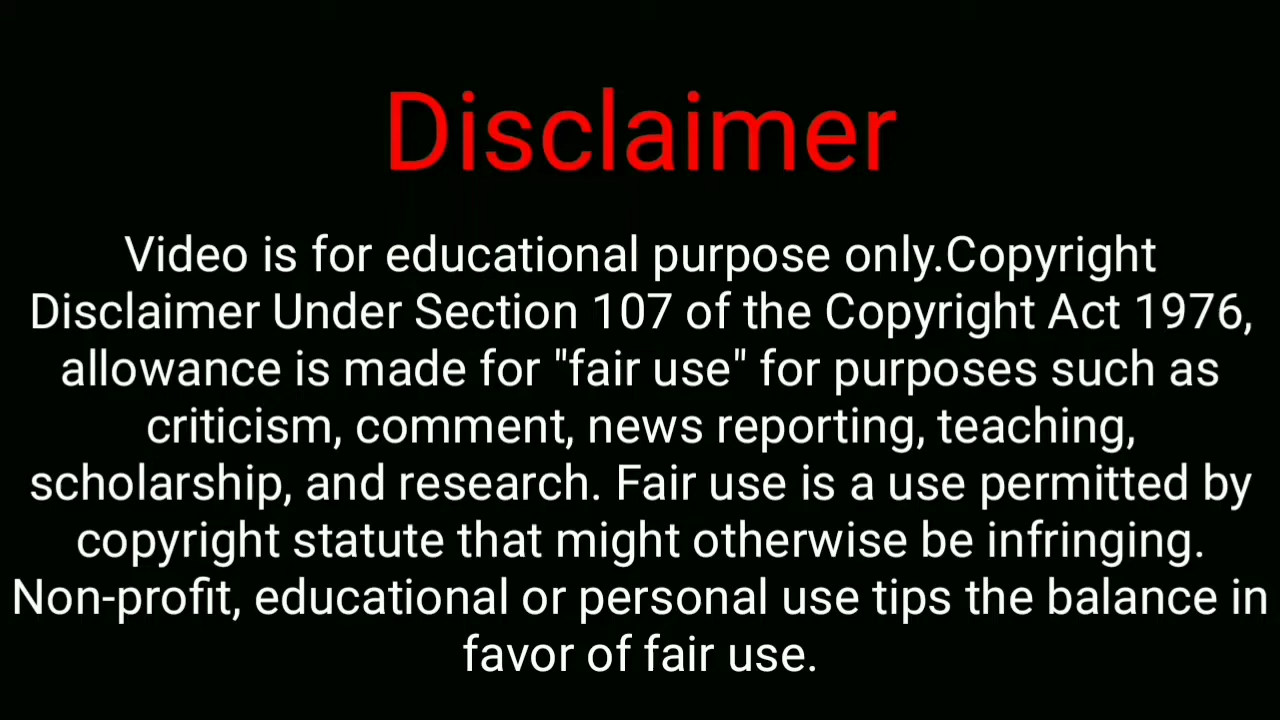 Disclaimer
Video is for educational purpose only.Copyright
Disclaimer Under Section 107 of the Copyright Act 1976,
allowance is made for "fair use" for purposes such as
criticism, comment, news reporting, teaching,
scholarship, and research. Fair use is a use permitted by
copyright statute that might otherwise be infringing.
Non-profit, educational or personal use tips the balance in
favor of fair use.